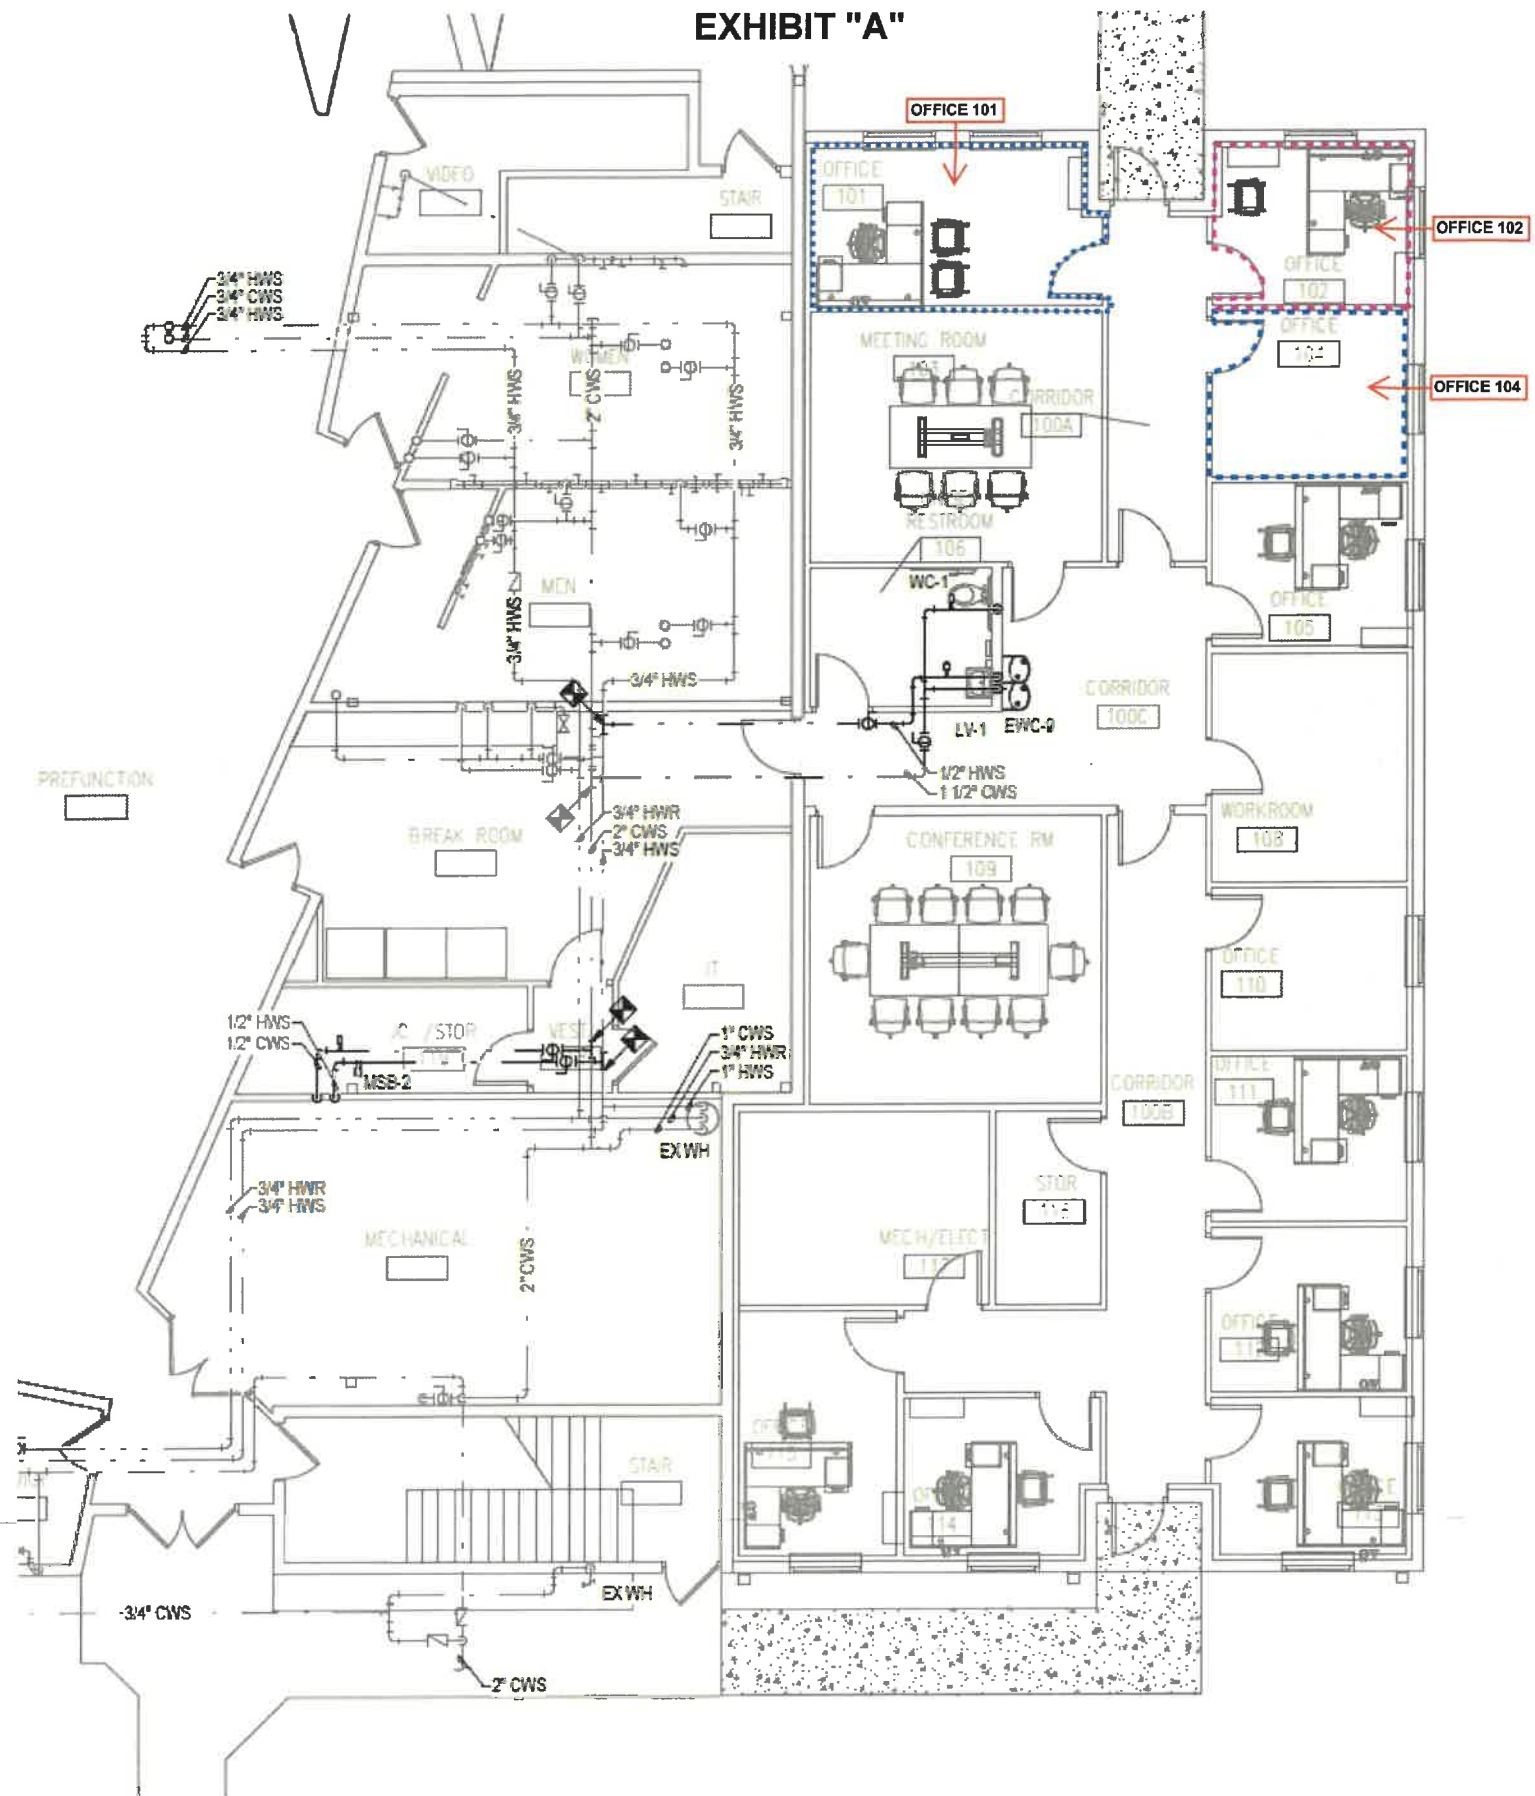 EXHIBIT "A"
OFFICE 101
OFFICE
101
VIDEO
STAIR
OFFICE 102
OFFICE
102
3/4" HWS
3/4" CWS
3/4" HWS
OFFICE
104
OFFICE 104
MEETING ROOM
WOMEN
3/4" HWS
2" CWS
3/4" HWS
CORRIDOR
100A
RESTROOM
106
WC-1
MEN
3/4" HWS
3/4" HWS
OFFICE
105
CORRIDOR
100C
LV-1
EWC-9
1/2" HWS
1 1/2" CWS
PREFUNCTION
3/4" HWR
2" CWS
3/4" HWS
BREAK ROOM
WORKROOM
108
CONFERENCE RM
109
OFFICE
110
IT
1/2" HWS
1/2" CWS
/STOR
VEST
MSB-2
1" CWS
3/4" HWR
1" HWS
EX WH
OFFICE
111
CORRIDOR
100B
3/4" HWR
3/4" HWS
STOR
MECHANICAL
2" CWS
MECH/ELECT
OFFICE
STAIR
14
EX WH
3/4" CWS
2" CWS